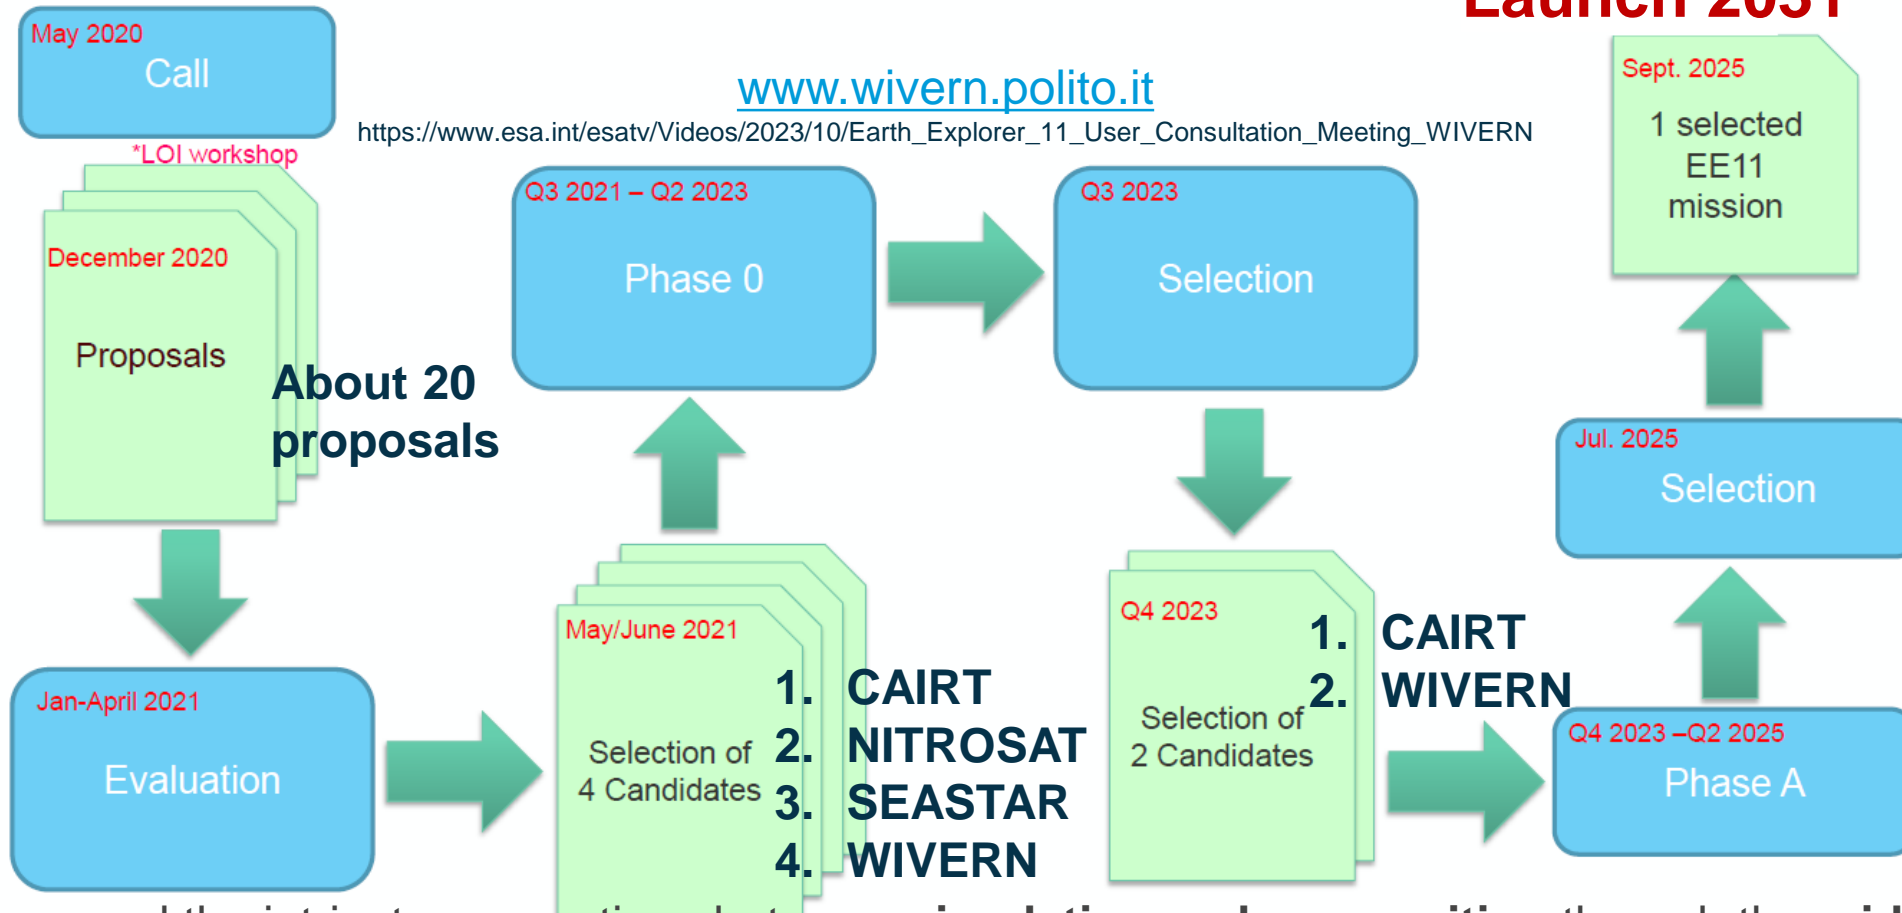 Launch 2031
May 2020
Call
*LOI workshop
www.wivern.polito.it
https://www.esa.int/esatv/Videos/2023/10/Earth_Explorer_11_User_Consultation_Meeting_WIVERN
December 2020
Proposals
About 20
proposals
Jan-April 2021
Evaluation
May/June 2021
Selection of
4 Candidates
1. CAIRT
2. NITROSAT
3. SEASTAR
4. WIVERN
Q3 2021 – Q2 2023
Phase 0
Q3 2023
Selection
Q4 2023
Selection of
2 Candidates
1. CAIRT
2. WIVERN
Q4 2023 –Q2 2025
Phase A
Jul. 2025
Selection
Sept. 2025
1 selected
EE11
mission